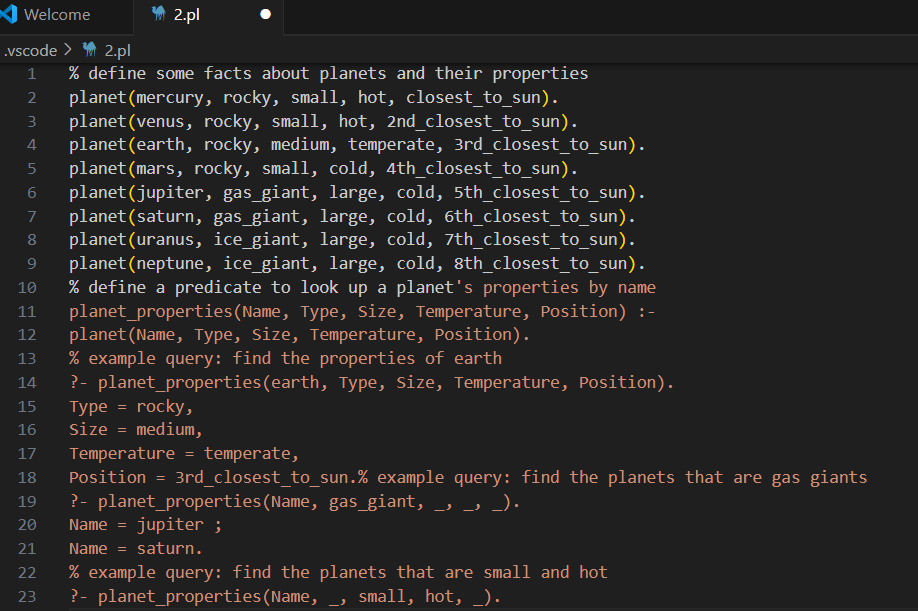 Welcome
2.pl
.vscode > 2.pl
1 % define some facts about planets and their properties
2 planet(mercury, rocky, small, hot, closest_to_sun).
3 planet(venus, rocky, small, hot, 2nd_closest_to_sun).
4 planet(earth, rocky, medium, temperate, 3rd_closest_to_sun).
5 planet(mars, rocky, small, cold, 4th_closest_to_sun).
6 planet(jupiter, gas_giant, large, cold, 5th_closest_to_sun).
7 planet(saturn, gas_giant, large, cold, 6th_closest_to_sun).
8 planet(uranus, ice_giant, large, cold, 7th_closest_to_sun).
9 planet(neptune, ice_giant, large, cold, 8th_closest_to_sun).
10 % define a predicate to look up a planet's properties by name
11 planet_properties(Name, Type, Size, Temperature, Position) :-
12 planet(Name, Type, Size, Temperature, Position).
13 % example query: find the properties of earth
14 ?- planet_properties(earth, Type, Size, Temperature, Position).
15 Type = rocky,
16 Size = medium,
17 Temperature = temperate,
18 Position = 3rd_closest_to_sun.% example query: find the planets that are gas giants
19 ?- planet_properties(Name, gas_giant, _, _, _).
20 Name = jupiter ;
21 Name = saturn.
22 % example query: find the planets that are small and hot
23 ?- planet_properties(Name, _, small, hot, _).